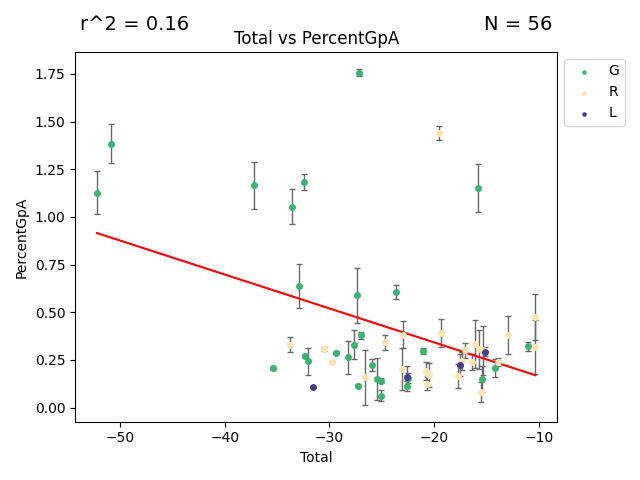 r^2 = 0.16
N = 56
Total vs PercentGpA
G
R
L
PercentGpA
1.75
1.50
1.25
1.00
0.75
0.50
0.25
0.00
−50
−40
−30
−20
−10
Total